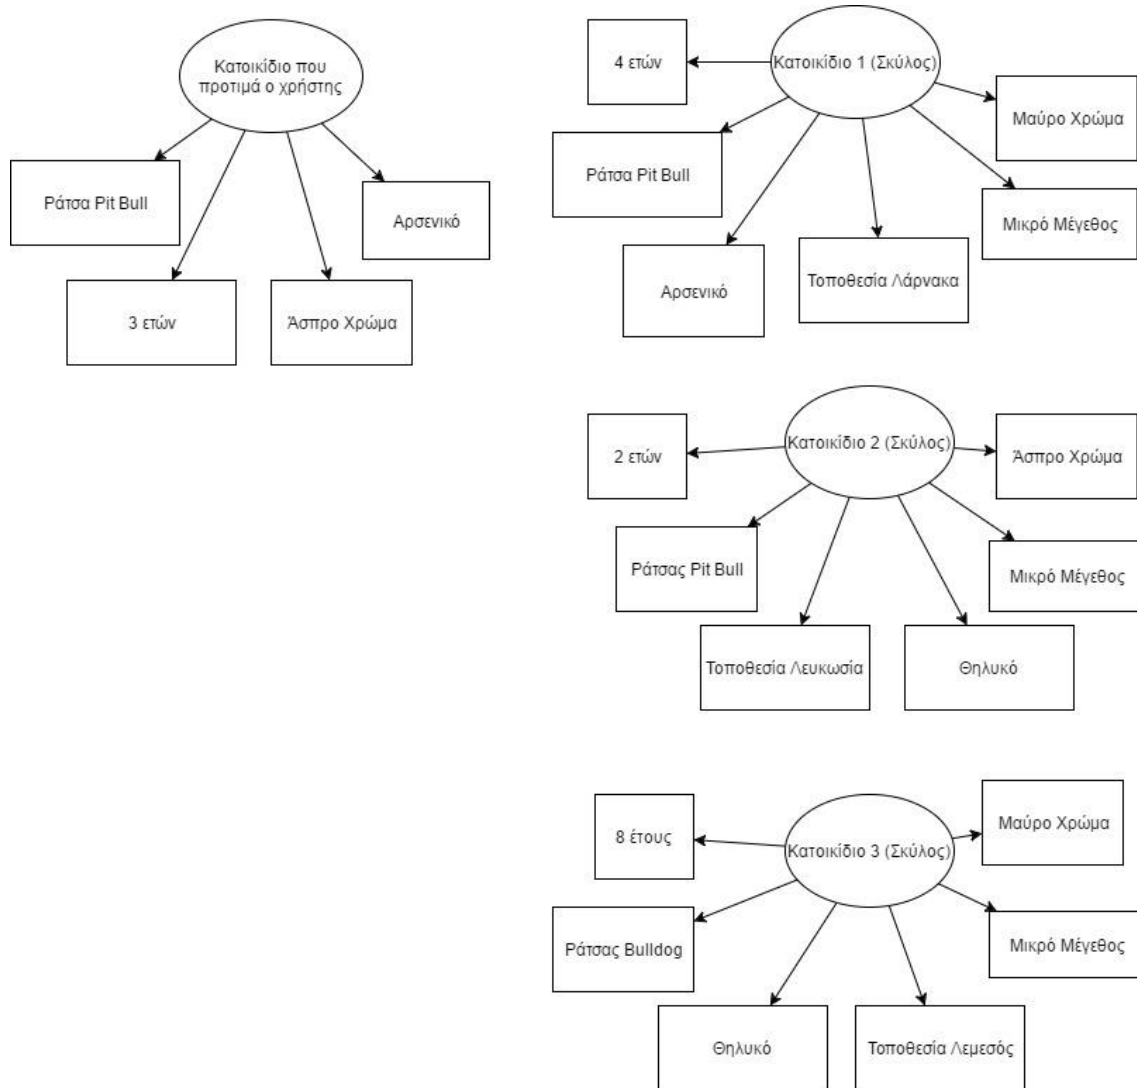 Κατοικίδιο που
προτιμά ο χρήστης
Ράτσα Pit Bull
3 ετών
Άσπρο Χρώμα
Αρσενικό
Κατοικίδιο 1 (Σκύλος)
4 ετών
Ράτσα Pit Bull
Αρσενικό
Τοποθεσία Λάρνακα
Μικρό Μέγεθος
Μαύρο Χρώμα
Κατοικίδιο 2 (Σκύλος)
2 ετών
Ράτσας Pit Bull
Τοποθεσία Λευκωσία
Θηλυκό
Μικρό Μέγεθος
Άσπρο Χρώμα
Κατοικίδιο 3 (Σκύλος)
8 έτους
Ράτσας Bulldog
Θηλυκό
Τοποθεσία Λεμεσός
Μικρό Μέγεθος
Μαύρο Χρώμα